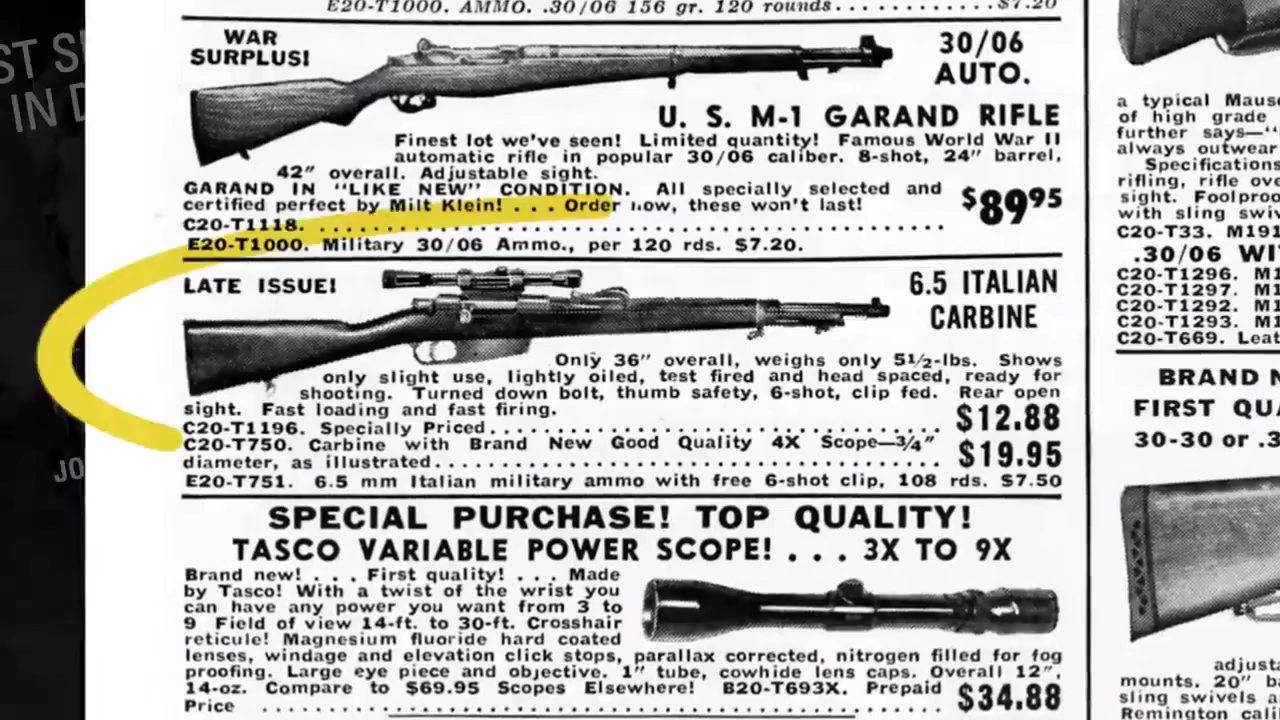 E20-T1000. AMMO. .30/06 156 gr. 120 rounds............$7.20
WAR
SURPLUS!
30/06
AUTO.
U. S. M-1 GARAND RIFLE
Finest lot we've seen! Limited quantity! Famous World War II
automatic rifle in popular 30/06 caliber. 8-shot, 24" barrel,
42" overall. Adjustable sight.
GARAND IN "LIKE NEW" CONDITION. All specially selected and
certified perfect by Milt Klein! . . . Order now, these won't last!
$89.95
C20-T1118.
E20-T1000. Military 30/06 Ammo., per 120 rds. $7.20.
LATE ISSUE!
6.5 ITALIAN
CARBINE
Only 36" overall, weighs only 5½-lbs. Shows
only slight use, lightly oiled, test fired and head spaced, ready for
shooting. Turned down bolt, thumb safety, 6-shot, clip fed. Rear open
sight. Fast loading and fast firing.
C20-T1196. Specially Priced............$12.88
C20-T750. Carbine with Brand New Good Quality 4X Scope—¾"
diameter, as illustrated............$19.95
E20-T751. 6.5 mm Italian military ammo with free 6-shot clip, 108 rds. $7.50
SPECIAL PURCHASE! TOP QUALITY!
TASCO VARIABLE POWER SCOPE! . . . 3X TO 9X
Brand new! . . . First quality! . . . Made
by Tasco! With a twist of the wrist you
can have any power you want from 3 to
9 Field of view 14-ft. to 30-ft. Crosshair
reticule! Magnesium fluoride hard coated
lenses, windage and elevation click stops, parallax corrected, nitrogen filled for fog
proofing. Large eye piece and objective. 1" tube, cowhide lens caps. Overall 12",
14-oz. Compare to $69.95 Scopes Elsewhere! B20-T693X. Prepaid
Price............$34.88
a typical Maus
of high grade
further says—"
always outwear
Specifications
rifling, rifle ove
sight. Foolproo
with sling swiv
C20-T33. M191
.30/06 WI
C20-T1296. M1
C20-T1297. M1
C20-T1292. M1
C20-T1293. M1
C20-T669. Leat
BRAND N
FIRST QUA
30-30 or .3
adjusta
mounts. 20" ba
sling swivels a
Remington calib
ST S
IN D
JO